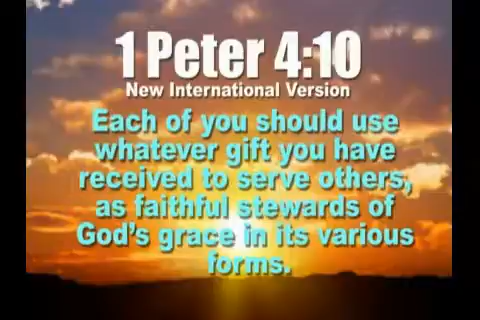 1 Peter 4:10
New International Version
Each of you should use
whatever gift you have
received to serve others,
as faithful stewards of
God's grace in its various
forms.